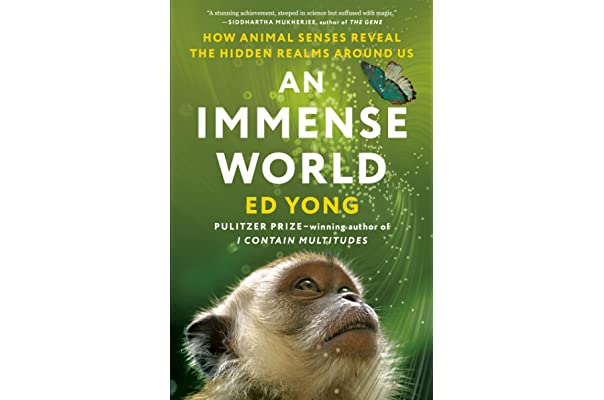 "A stunning achievement, steeped in science but suffused with magic."
—SIDDHARTHA MUKHERJEE, author of THE GENE
HOW ANIMAL SENSES REVEAL
THE HIDDEN REALMS AROUND US
AN
IMMENSE
WORLD
ED YONG
PULITZER PRIZE–winning author of
I CONTAIN MULTITUDES